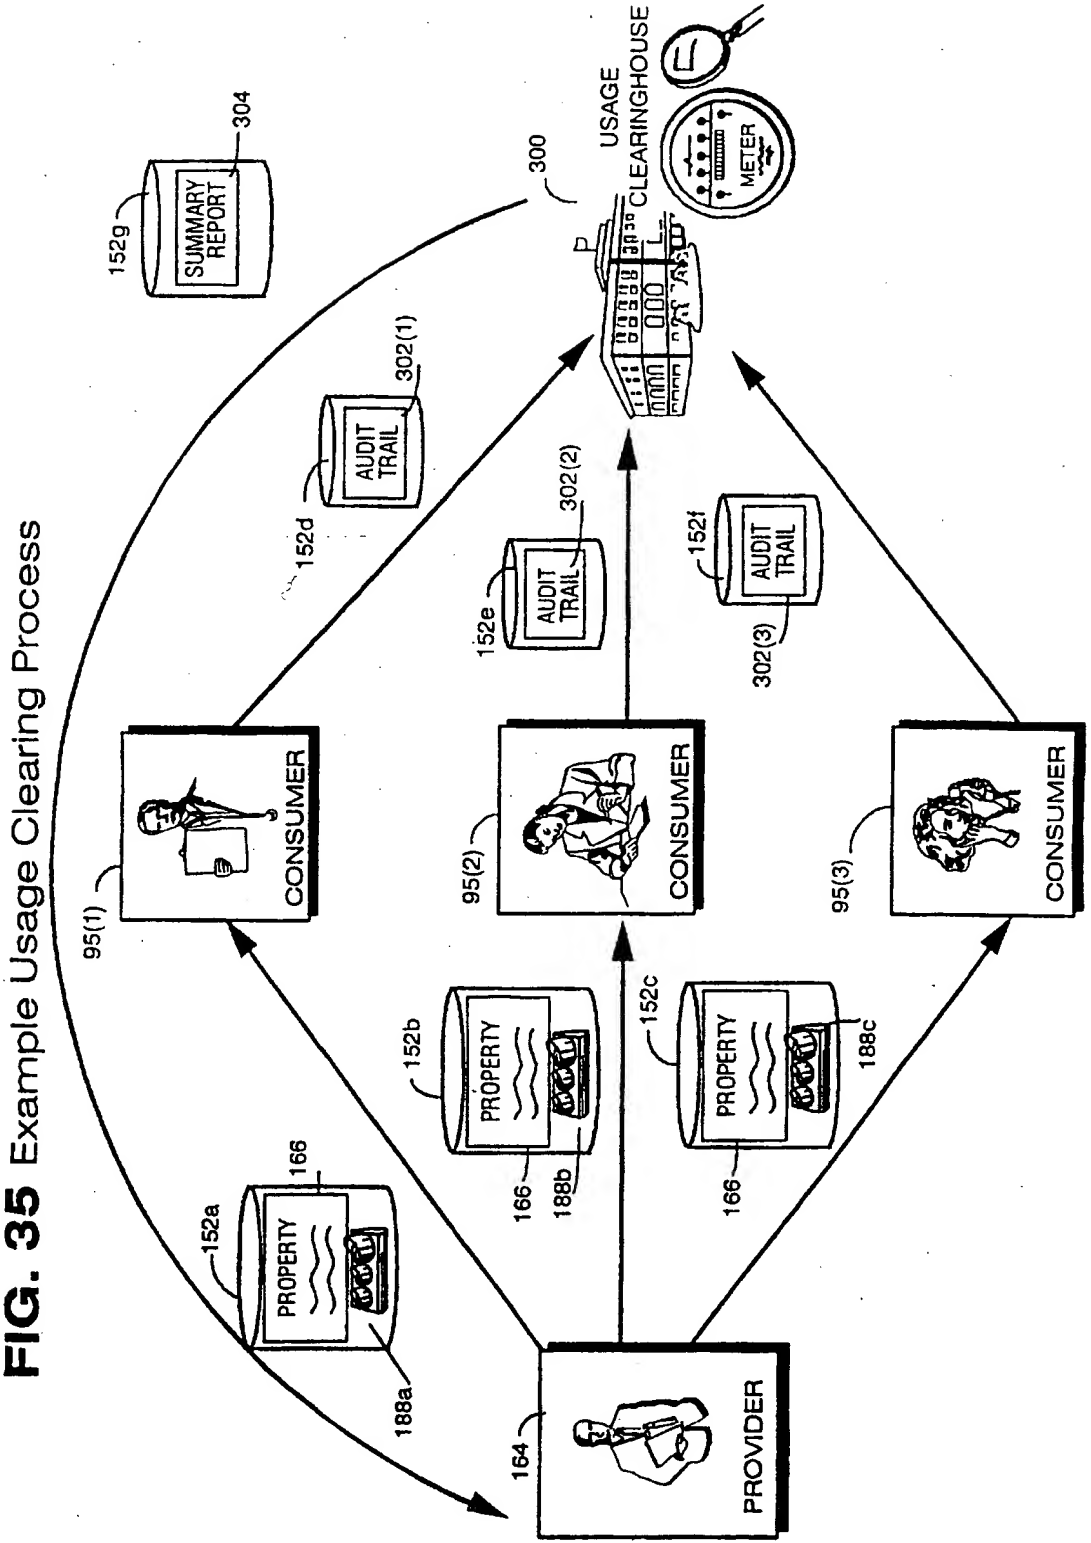 FIG. 35 Example Usage Clearing Process
152g
SUMMARY
REPORT
304
152d
AUDIT
TRAIL
302(1)
300
USAGE
CLEARINGHOUSE
METER
95(1)
CONSUMER
152a
PROPERTY
166
188a
152e
AUDIT
TRAIL
302(2)
95(2)
CONSUMER
152b
PROPERTY
166
188b
164
PROVIDER
152c
PROPERTY
166
188c
152f
AUDIT
TRAIL
302(3)
95(3)
CONSUMER